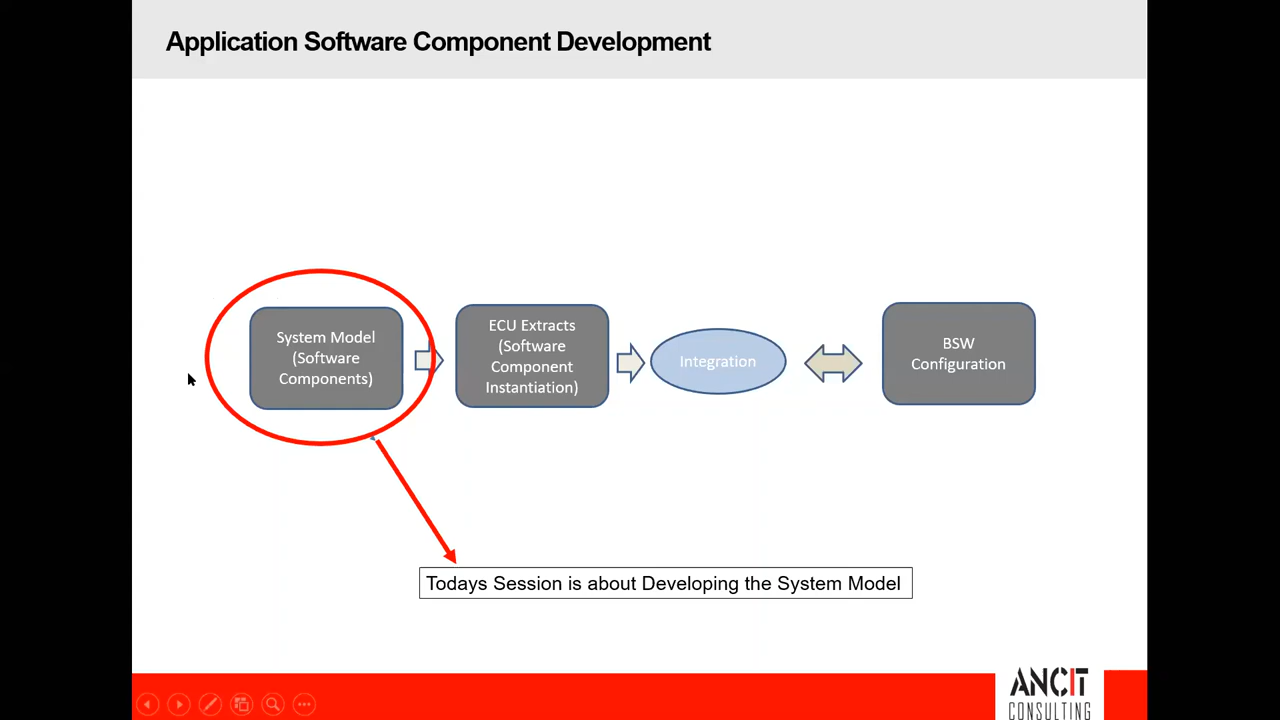 Application Software Component Development
System Model
(Software
Components)
ECU Extracts
(Software
Component
Instantiation)
Integration
BSW
Configuration
Todays Session is about Developing the System Model
ANCIT
CONSULTING